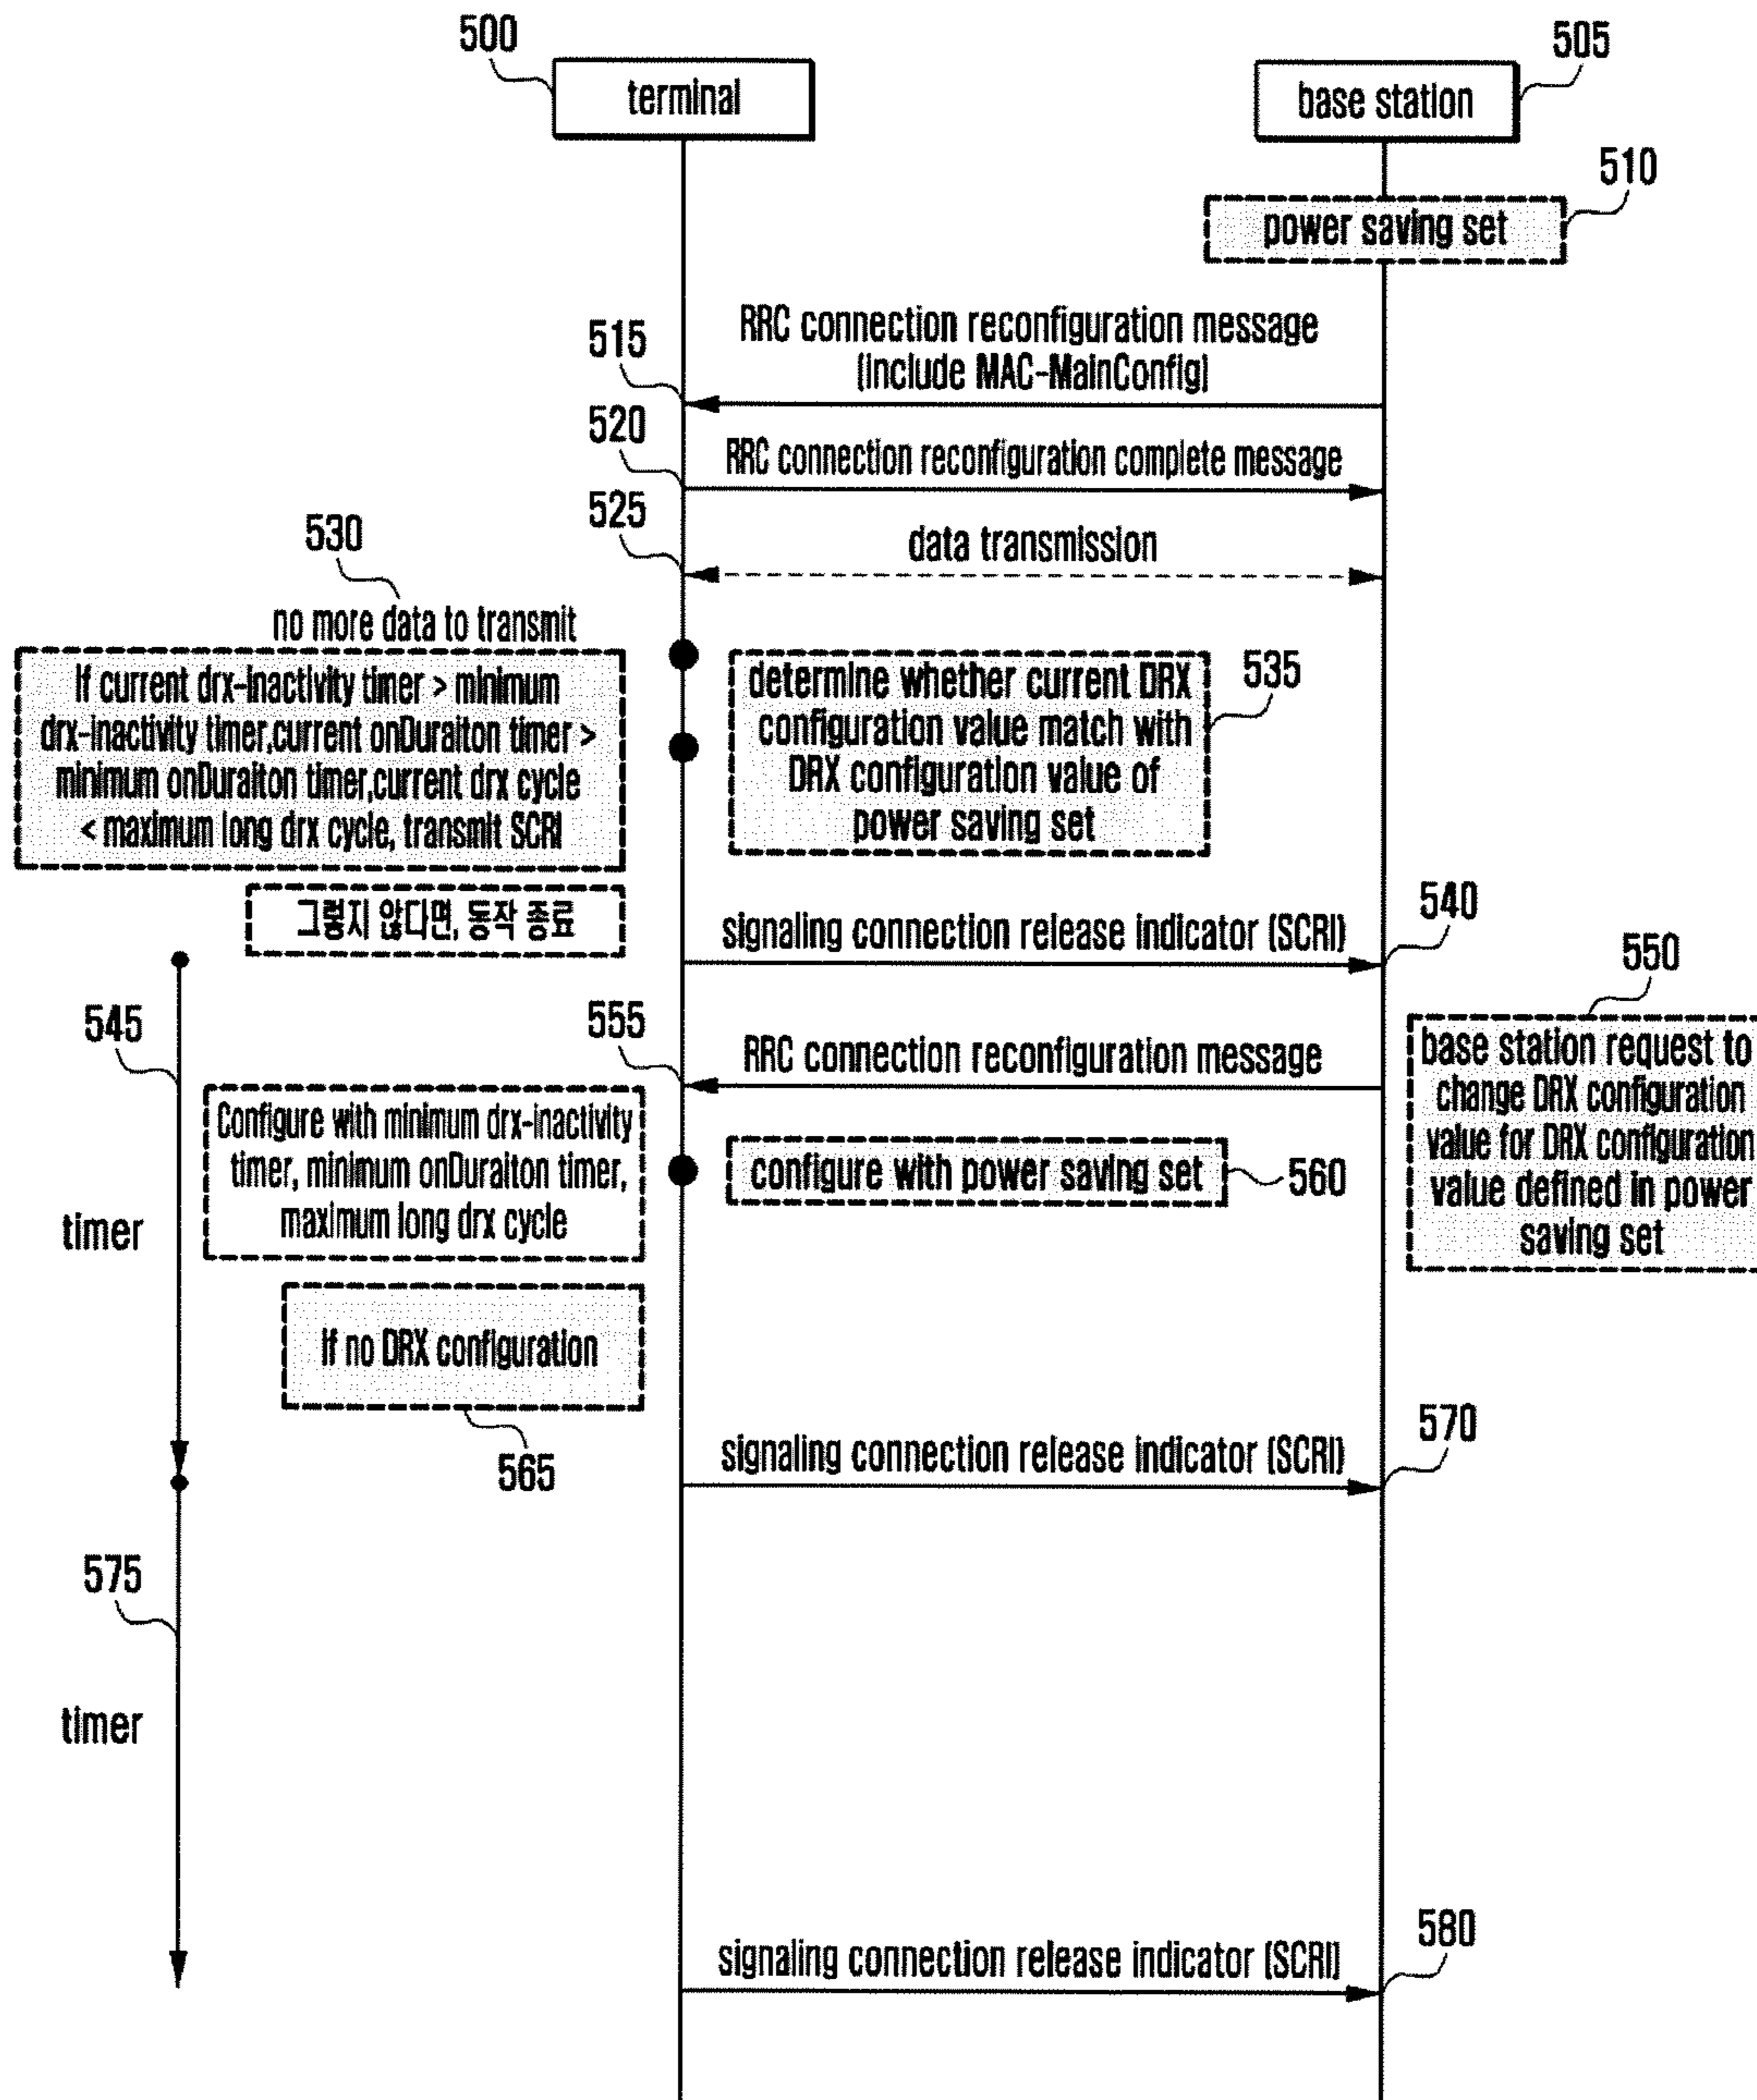 500
terminal
505
base station
510
power saving set
RRC connection reconfiguration message
(include MAC-MainConfig)
515
520
RRC connection reconfiguration complete message
525
data transmission
530
no more data to transmit
If current drx-inactivity timer > minimum
drx-inactivity timer,current onDuraiton timer >
minimum onDuraiton timer,current drx cycle
< maximum long drx cycle, transmit SCRI
determine whether current DRX
configuration value match with
DRX configuration value of
power saving set
535
그렇지 않다면, 동작 종료
signaling connection release indicator (SCRI)
540
545
timer
550
base station request to
change DRX configuration
value for DRX configuration
value defined in power
saving set
555
RRC connection reconfiguration message
Configure with minimum drx-inactivity
timer, minimum onDuraiton timer,
maximum long drx cycle
configure with power saving set
560
If no DRX configuration
565
signaling connection release indicator (SCRI)
570
575
timer
signaling connection release indicator (SCRI)
580